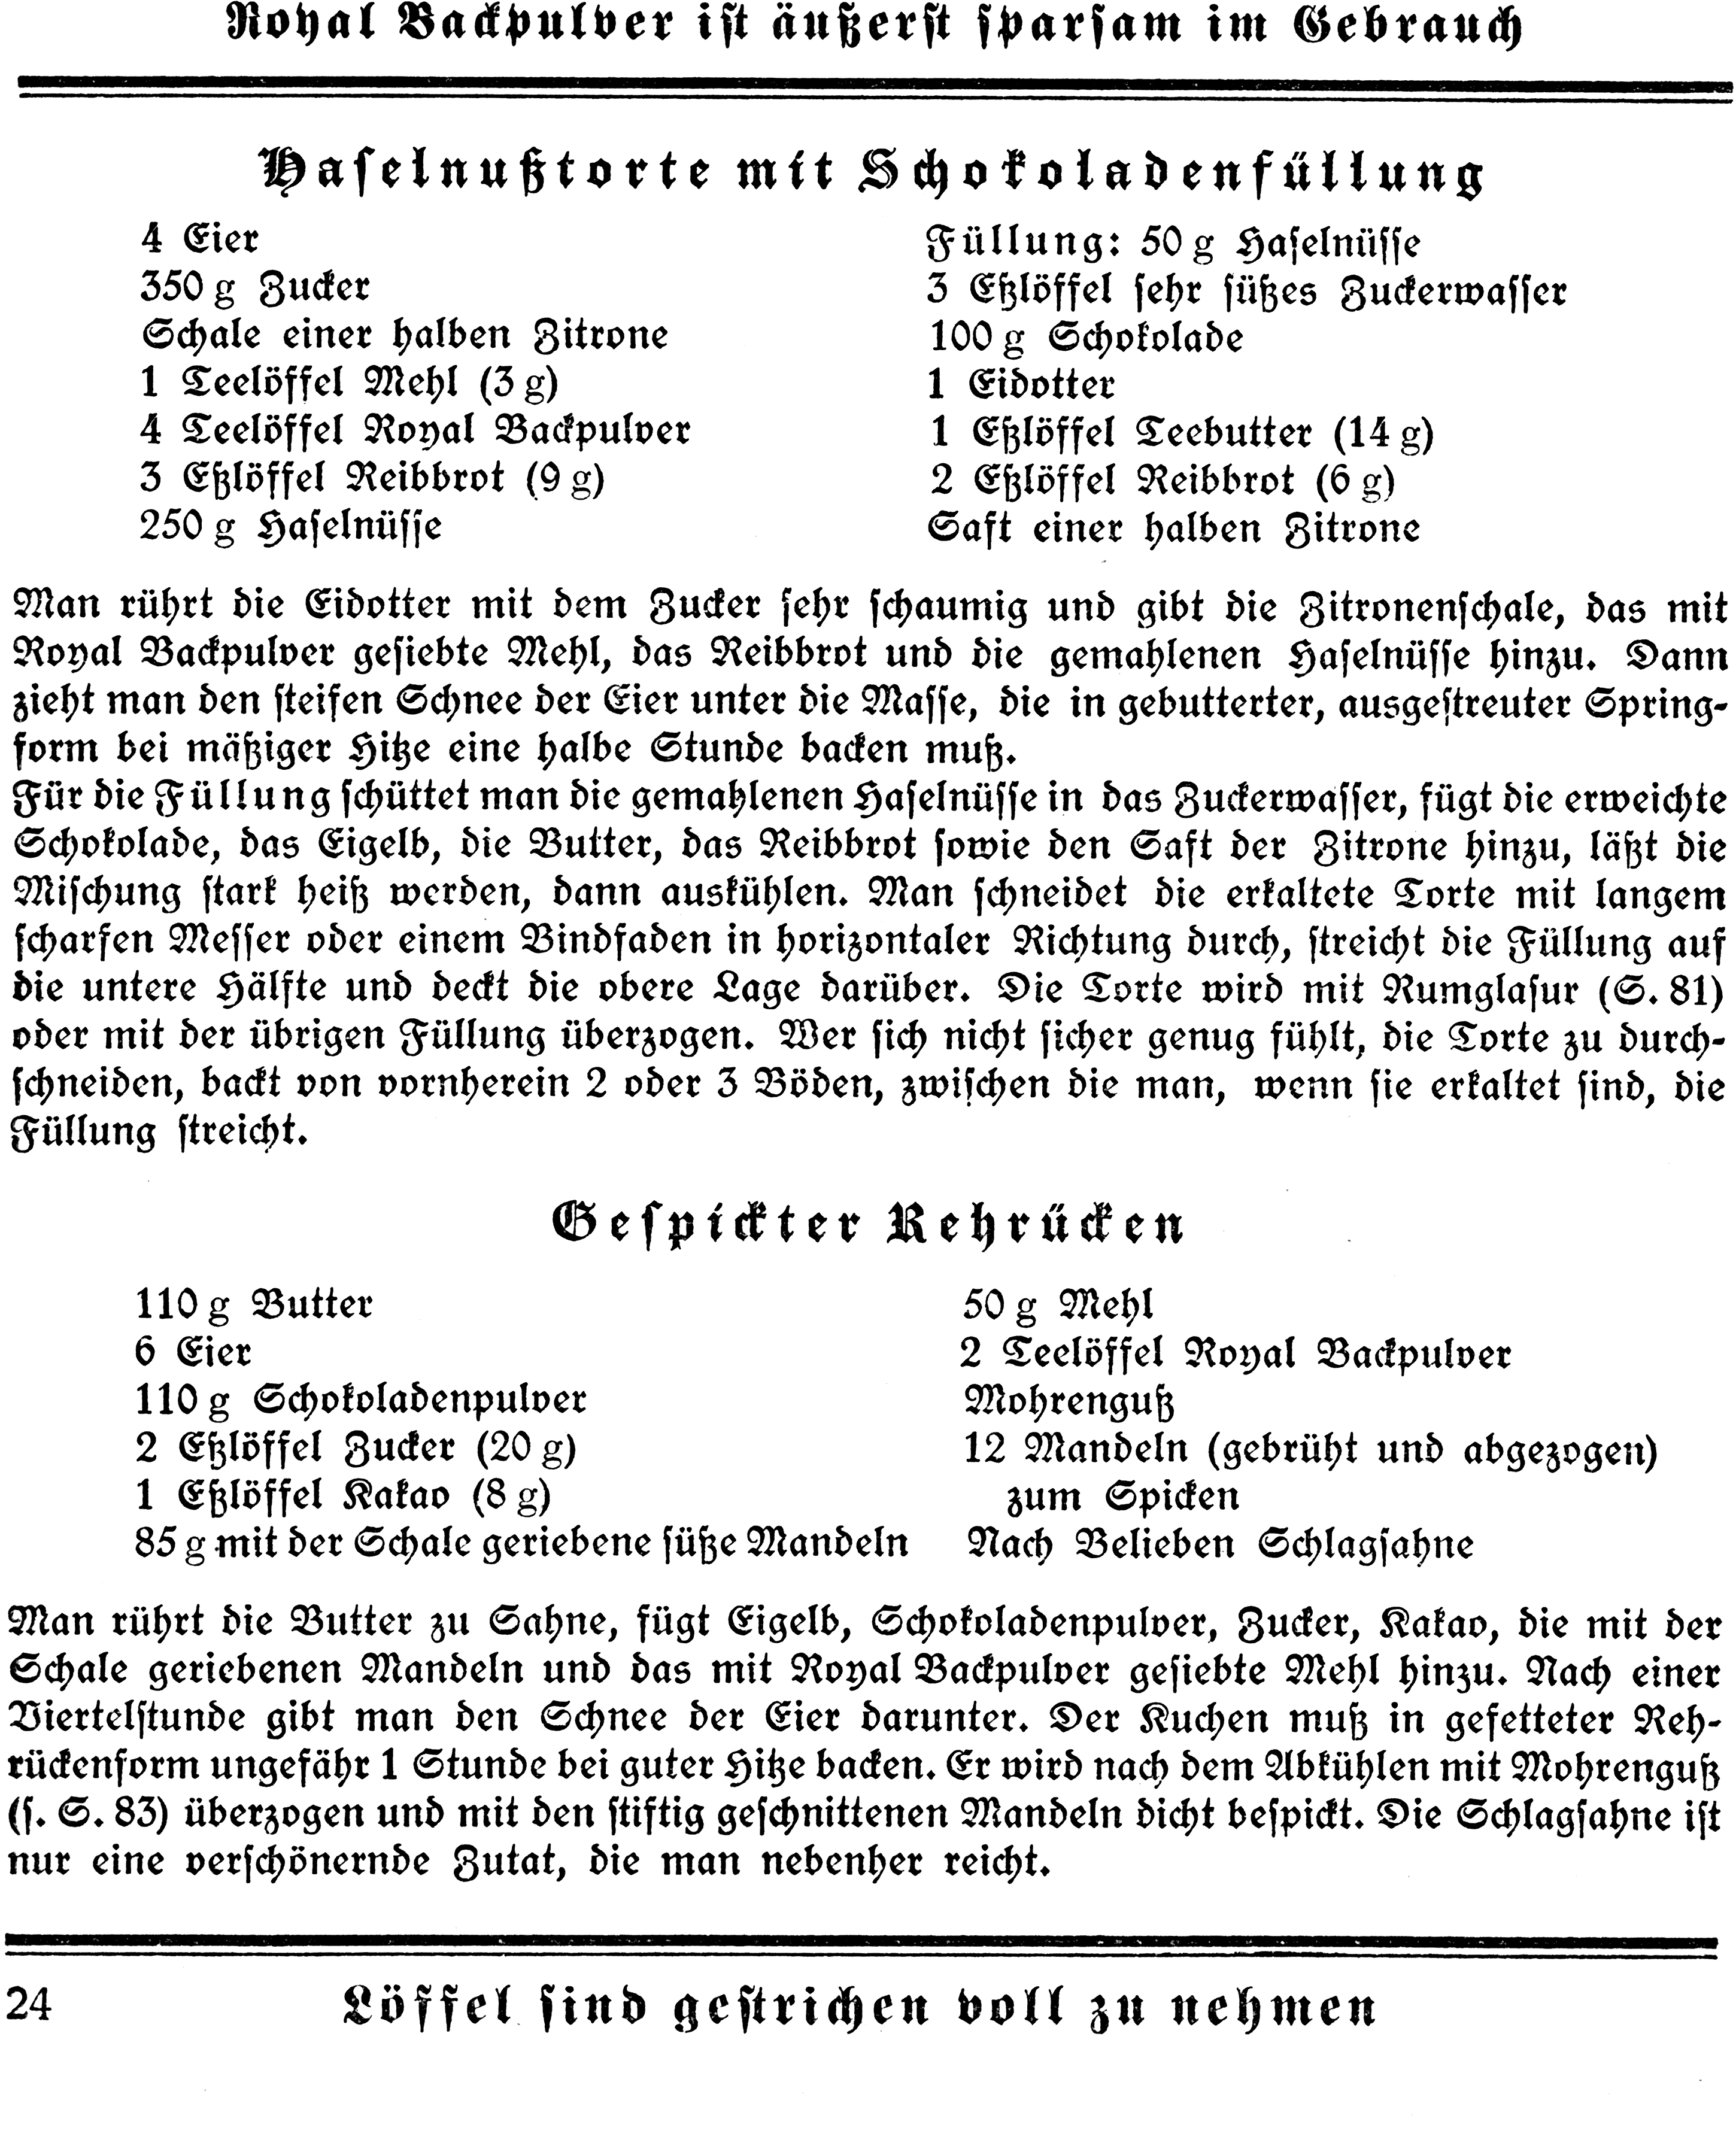 Royal Backpulver ist äußerst sparsam im Gebrauch
Haselnußtorte mit Schokoladenfüllung
4 Eier
350 g Zucker
Schale einer halben Zitrone
1 Teelöffel Mehl (3 g)
4 Teelöffel Royal Backpulver
3 Eßlöffel Reibbrot (9 g)
250 g Haselnüsse
Füllung: 50 g Haselnüsse
3 Eßlöffel sehr süßes Zuckerwasser
100 g Schokolade
1 Eidotter
1 Eßlöffel Teebutter (14 g)
2 Eßlöffel Reibbrot (6 g)
Saft einer halben Zitrone
Man rührt die Eidotter mit dem Zucker sehr schaumig und gibt die Zitronenschale, das mit
Royal Backpulver gesiebte Mehl, das Reibbrot und die gemahlenen Haselnüsse hinzu. Dann
zieht man den steifen Schnee der Eier unter die Masse, die in gebutterter, ausgestreuter Spring-
form bei mäßiger Hitze eine halbe Stunde backen muß.
Für die Füllung schüttet man die gemahlenen Haselnüsse in das Zuckerwasser, fügt die erweichte
Schokolade, das Eigelb, die Butter, das Reibbrot sowie den Saft der Zitrone hinzu, läßt die
Mischung stark heiß werden, dann auskühlen. Man schneidet die erkaltete Torte mit langem
scharfen Messer oder einem Bindfaden in horizontaler Richtung durch, streicht die Füllung auf
die untere Hälfte und deckt die obere Lage darüber. Die Torte wird mit Rumglasur (S. 81)
oder mit der übrigen Füllung überzogen. Wer sich nicht sicher genug fühlt, die Torte zu durch-
schneiden, backt von vornherein 2 oder 3 Böden, zwischen die man, wenn sie erkaltet sind, die
Füllung streicht.
Gespickter Rehrücken
110 g Butter
6 Eier
110 g Schokoladenpulver
2 Eßlöffel Zucker (20 g)
1 Eßlöffel Kakao (8 g)
85 g mit der Schale geriebene süße Mandeln
50 g Mehl
2 Teelöffel Royal Backpulver
Mohrenguß
12 Mandeln (gebrüht und abgezogen)
zum Spicken
Nach Belieben Schlagsahne
Man rührt die Butter zu Sahne, fügt Eigelb, Schokoladenpulver, Zucker, Kakao, die mit der
Schale geriebenen Mandeln und das mit Royal Backpulver gesiebte Mehl hinzu. Nach einer
Viertelstunde gibt man den Schnee der Eier darunter. Der Kuchen muß in gefetteter Reh-
rückenform ungefähr 1 Stunde bei guter Hitze backen. Er wird nach dem Abkühlen mit Mohrenguß
(s. S. 83) überzogen und mit den stiftig geschnittenen Mandeln dicht bespickt. Die Schlagsahne ist
nur eine verschönernde Zutat, die man nebenher reicht.
24
Löffel sind gestrichen voll zu nehmen